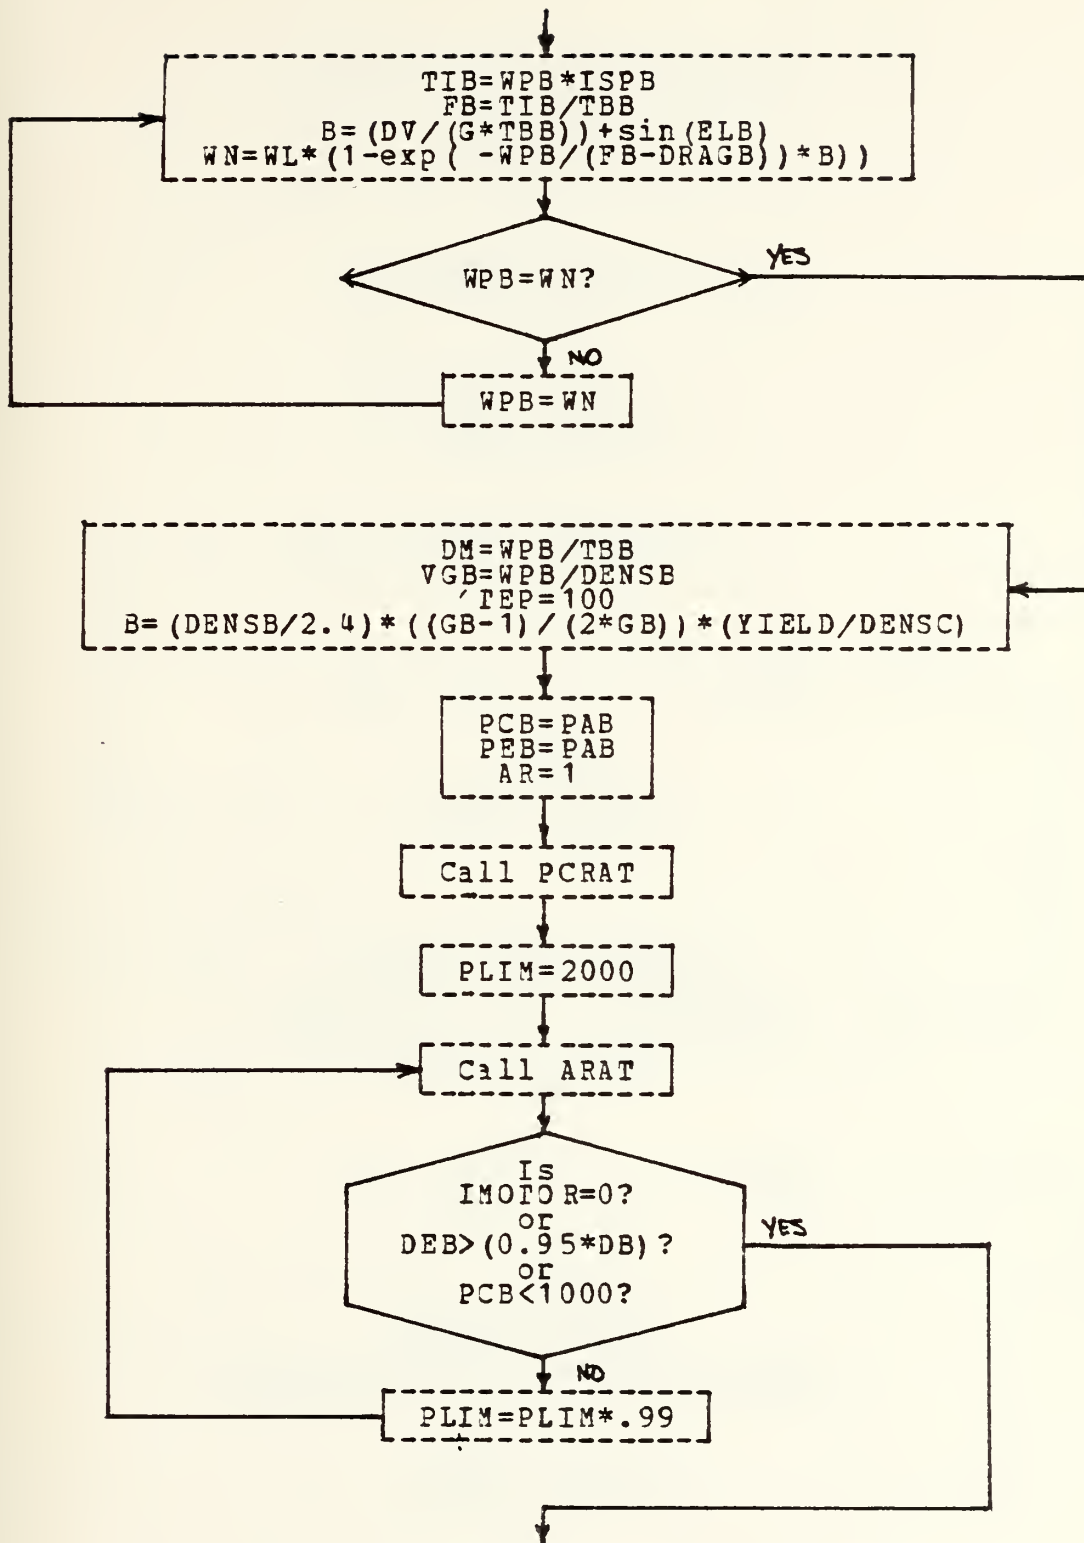 TIB=WPB*ISPB
FB=TIB/TBB
B=(DV/(G*TBB))+sin(ELB)
WN=WL*(1-exp( -WPB/(FB-DRAGB))*B))
WPB=WN?
YES
NO
WPB=WN
DM=WPB/TBB
VGB=WPB/DENSB
'TEP=100
B=(DENSB/2.4)*((GB-1)/(2*GB))*(YIELD/DENSC)
PCB=PAB
PEB=PAB
AR=1
Call PCRAT
PLIM=2000
Call ARAT
Is
IMOTOR=0?
or
DEB>(0.95*DB)?
or
PCB<1000?
YES
NO
PLIM=PLIM*.99